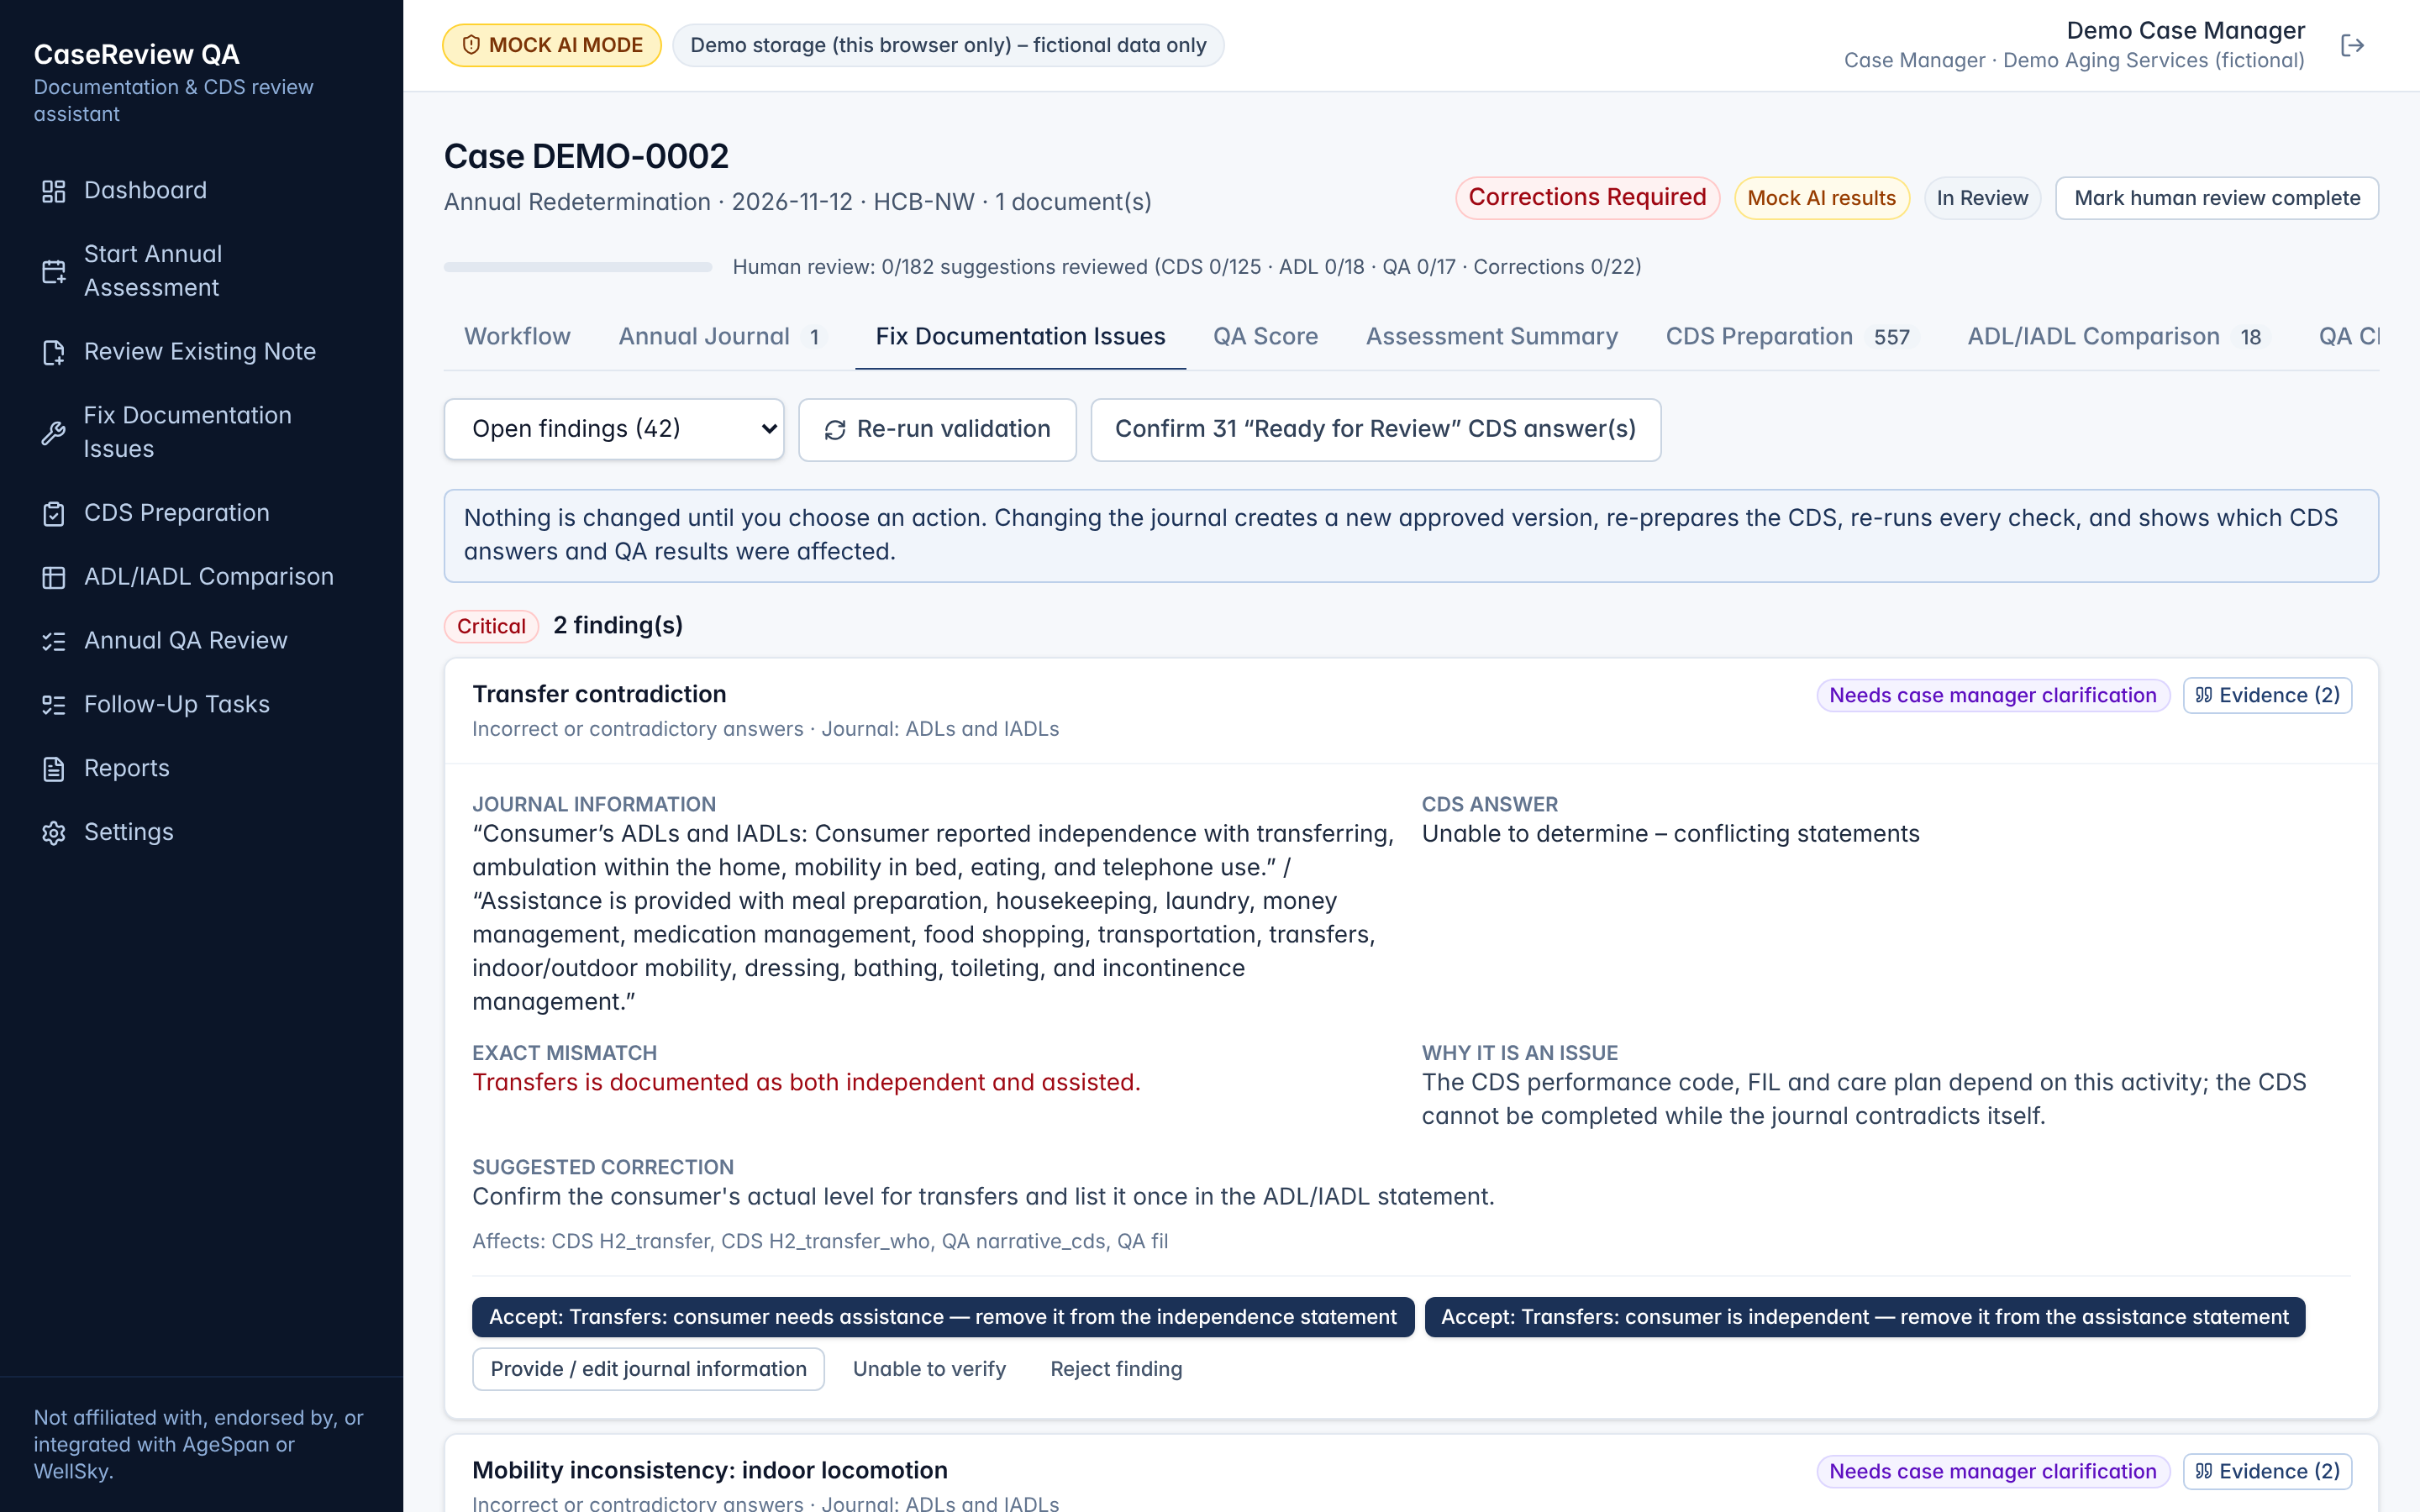 CaseReview QA
Documentation & CDS review
assistant
Dashboard
Start Annual
Assessment
Review Existing Note
Fix Documentation
Issues
CDS Preparation
ADL/IADL Comparison
Annual QA Review
Follow-Up Tasks
Reports
Settings
Not affiliated with, endorsed by, or
integrated with AgeSpan or
WellSky.
MOCK AI MODE
Demo storage (this browser only) – fictional data only
Demo Case Manager
Case Manager · Demo Aging Services (fictional)
Case DEMO-0002
Annual Redetermination · 2026-11-12 · HCB-NW · 1 document(s)
Corrections Required
Mock AI results
In Review
Mark human review complete
Human review: 0/182 suggestions reviewed (CDS 0/125 · ADL 0/18 · QA 0/17 · Corrections 0/22)
Workflow
Annual Journal 1
Fix Documentation Issues
QA Score
Assessment Summary
CDS Preparation 557
ADL/IADL Comparison 18
QA
Open findings (42)
Re-run validation
Confirm 31 “Ready for Review” CDS answer(s)
Nothing is changed until you choose an action. Changing the journal creates a new approved version, re-prepares the CDS, re-runs every check, and shows which CDS
answers and QA results were affected.
Critical
2 finding(s)
Transfer contradiction
Needs case manager clarification
Evidence (2)
Incorrect or contradictory answers · Journal: ADLs and IADLs
JOURNAL INFORMATION
“Consumer’s ADLs and IADLs: Consumer reported independence with transferring,
ambulation within the home, mobility in bed, eating, and telephone use.” /
“Assistance is provided with meal preparation, housekeeping, laundry, money
management, medication management, food shopping, transportation, transfers,
indoor/outdoor mobility, dressing, bathing, toileting, and incontinence
management.”
CDS ANSWER
Unable to determine – conflicting statements
EXACT MISMATCH
Transfers is documented as both independent and assisted.
WHY IT IS AN ISSUE
The CDS performance code, FIL and care plan depend on this activity; the CDS
cannot be completed while the journal contradicts itself.
SUGGESTED CORRECTION
Confirm the consumer's actual level for transfers and list it once in the ADL/IADL statement.
Affects: CDS H2_transfer, CDS H2_transfer_who, QA narrative_cds, QA fil
Accept: Transfers: consumer needs assistance — remove it from the independence statement
Accept: Transfers: consumer is independent — remove it from the assistance statement
Provide / edit journal information
Unable to verify
Reject finding
Mobility inconsistency: indoor locomotion
Needs case manager clarification
Evidence (2)
Incorrect or contradictory answers · Journal: ADLs and IADLs